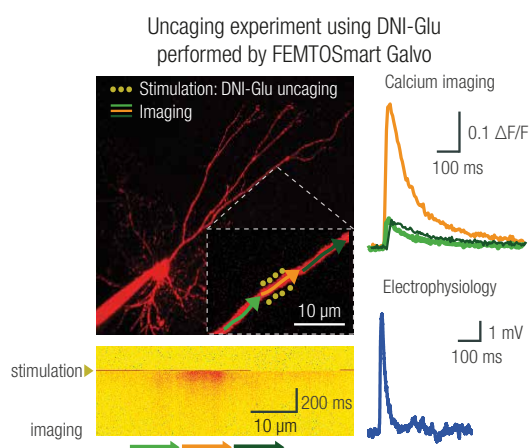 Uncaging experiment using DNI-Glu
performed by FEMTOSmart Galvo
Stimulation: DNI-Glu uncaging
Imaging
10 µm
Calcium imaging
0.1 ΔF/F
100 ms
Electrophysiology
1 mV
100 ms
stimulation
imaging
200 ms
10 µm